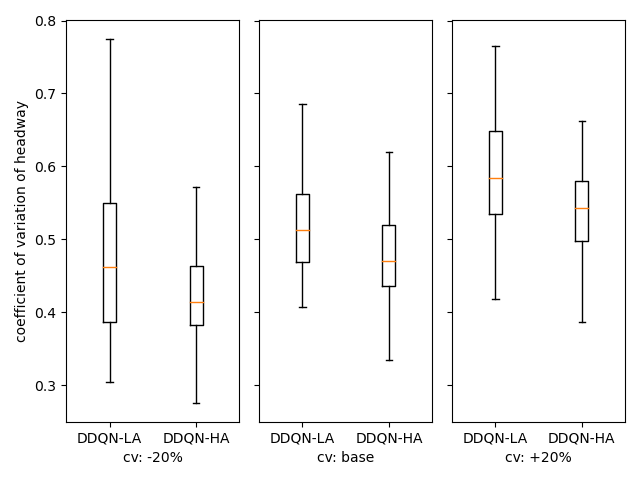 coefficient of variation of headway
0.8
0.7
0.6
0.5
0.4
0.3
DDQN-LA DDQN-HA
cv: -20%
DDQN-LA DDQN-HA
cv: base
DDQN-LA DDQN-HA
cv: +20%